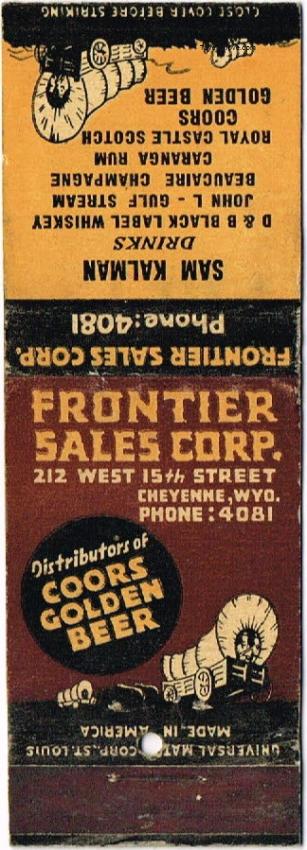 CLOSE COVER BEFORE STRIKING
SAM KALMAN
DRINKS
D & B BLACK LABEL WHISKEY
JOHN L - GULF STREAM
BEAUCAIRE CHAMPAGNE
CARANGA RUM
ROYAL CASTLE SCOTCH
COORS
GOLDEN BEER
FRONTIER SALES CORP.
Phone:4081
FRONTIER
SALES CORP.
212 WEST 15th STREET
CHEYENNE, WYO.
PHONE:4081
Distributors of
COORS
GOLDEN
BEER
UNIVERSAL MATCH CORP., ST. LOUIS
MADE IN AMERICA